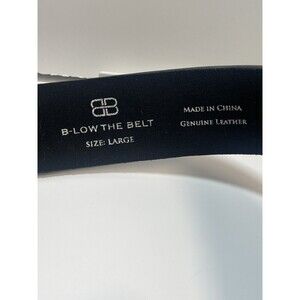 B-LOW THE BELT
SIZE: LARGE
MADE IN CHINA
GENUINE LEATHER